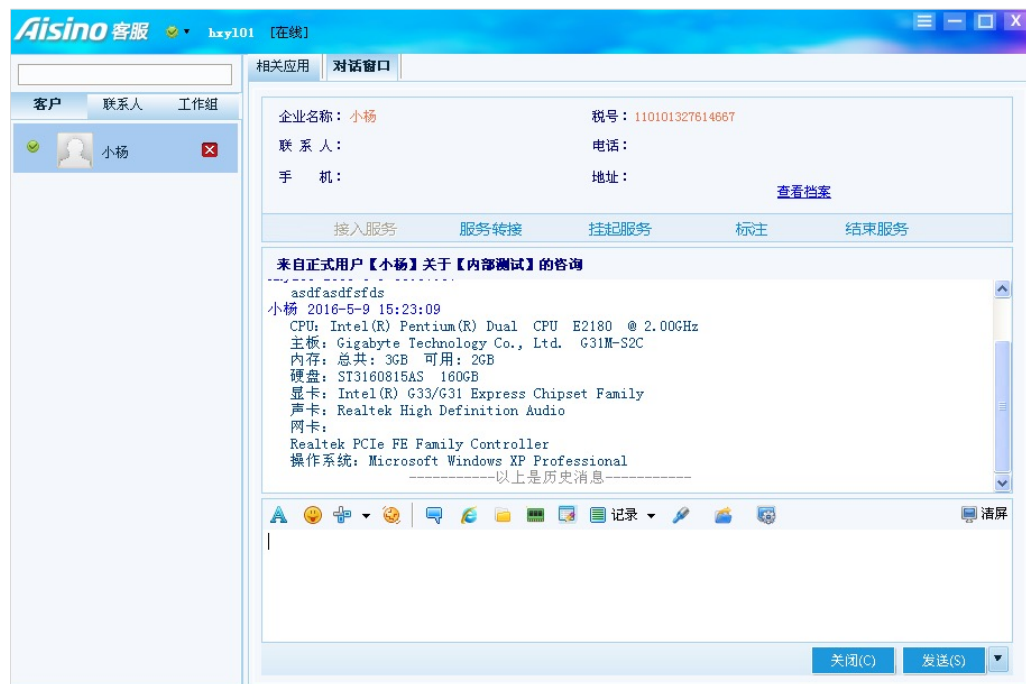 Aisino 客服 hxyl01 [在线]
相关应用 对话窗口
客户 联系人 工作组
小杨
企业名称：小杨 税号：110101327614667
联 系 人： 电话：
手 机： 地址：
查看档案
接入服务 服务转接 挂起服务 标注 结束服务
来自正式用户【小杨】关于【内部测试】的咨询
asdfasdfsfds
小杨 2016-5-9 15:23:09
CPU: Intel(R) Pentium(R) Dual CPU E2180 @ 2.00GHz
主板: Gigabyte Technology Co., Ltd. G31M-S2C
内存: 总共: 3GB 可用: 2GB
硬盘: ST3160815AS 160GB
显卡: Intel(R) G33/G31 Express Chipset Family
声卡: Realtek High Definition Audio
网卡:
Realtek PCIe FE Family Controller
操作系统: Microsoft Windows XP Professional
-----------以上是历史消息-----------
记录 清屏
关闭(C) 发送(S)